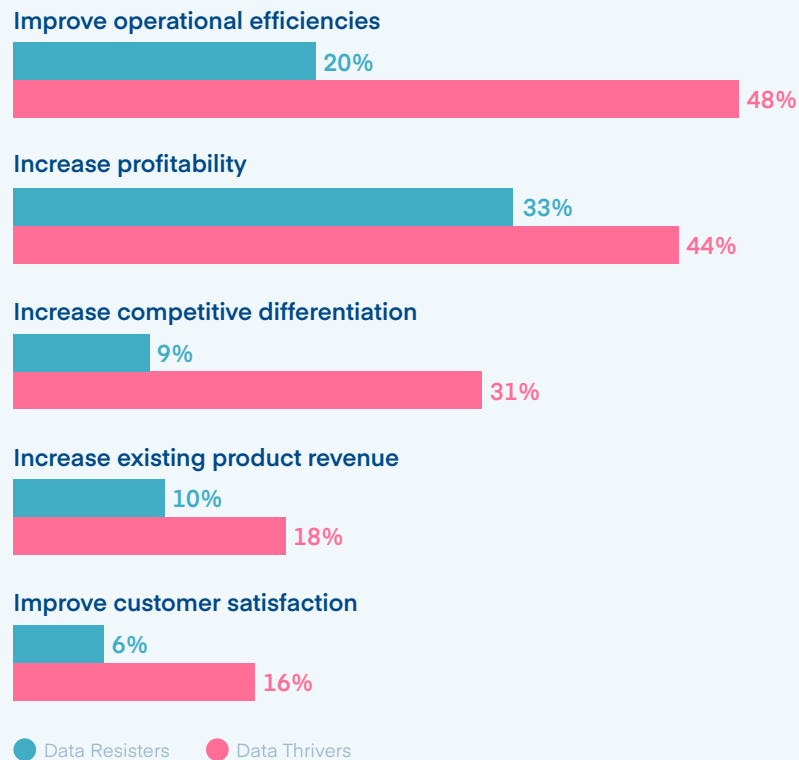 Improve operational efficiencies
20%
48%
Increase profitability
33%
44%
Increase competitive differentiation
9%
31%
Increase existing product revenue
10%
18%
Improve customer satisfaction
6%
16%
Data Resisters Data Thrivers